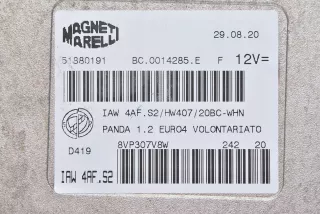 MAGNETI
MARELLI
29.08.20
51880191 BC.0014285.E F 12V=
IAW 4AF.S2/HW407/20BC-WHN
PANDA 1.2 EURO4 VOLONTARIATO
D419 8VP307V8W 242 20
IAW 4AF.S2